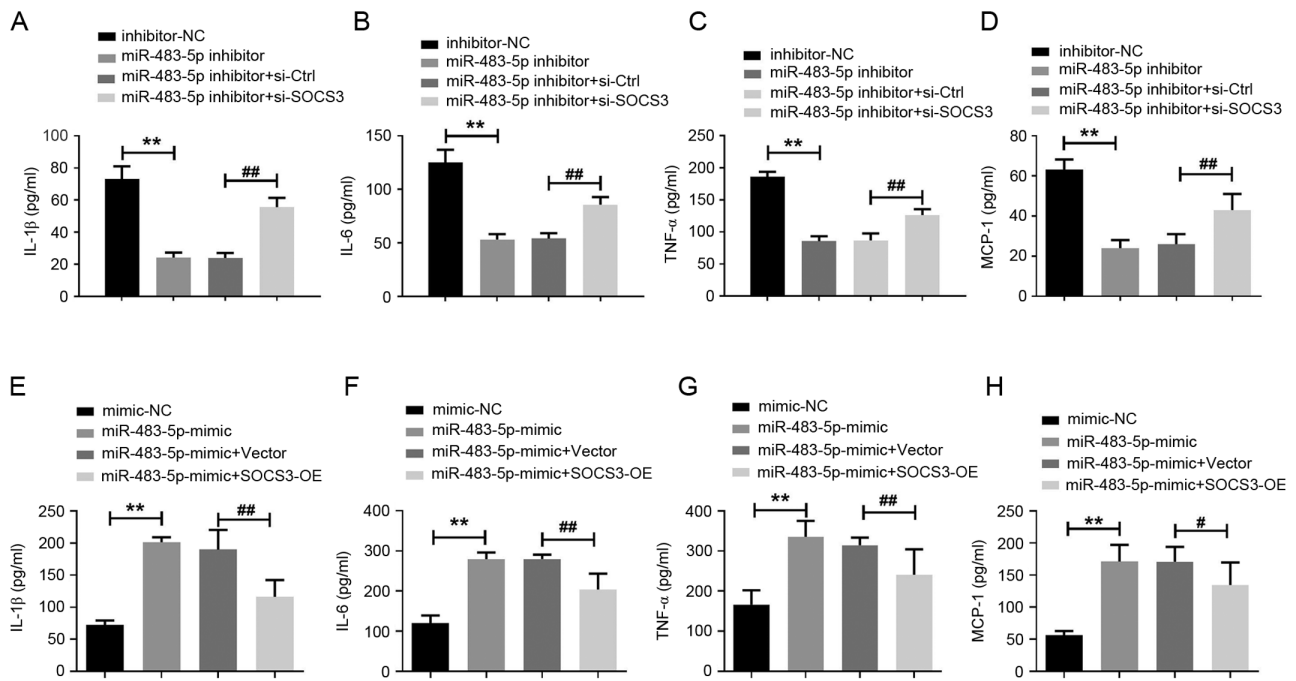 A
inhibitor-NC
miR-483-5p inhibitor
miR-483-5p inhibitor+si-Ctrl
miR-483-5p inhibitor+si-SOCS3
IL-1β (pg/ml)
100
80
60
40
20
0
**
##
B
inhibitor-NC
miR-483-5p inhibitor
miR-483-5p inhibitor+si-Ctrl
miR-483-5p inhibitor+si-SOCS3
IL-6 (pg/ml)
150
100
50
0
**
##
C
inhibitor-NC
miR-483-5p inhibitor
miR-483-5p inhibitor+si-Ctrl
miR-483-5p inhibitor+si-SOCS3
TNF-α (pg/ml)
250
200
150
100
50
0
**
##
D
inhibitor-NC
miR-483-5p inhibitor
miR-483-5p inhibitor+si-Ctrl
miR-483-5p inhibitor+si-SOCS3
MCP-1 (pg/ml)
80
60
40
20
0
**
##
E
mimic-NC
miR-483-5p-mimic
miR-483-5p-mimic+Vector
miR-483-5p-mimic+SOCS3-OE
IL-1β (pg/ml)
250
200
150
100
50
0
**
##
F
mimic-NC
miR-483-5p-mimic
miR-483-5p-mimic+Vector
miR-483-5p-mimic+SOCS3-OE
IL-6 (pg/ml)
400
300
200
100
0
**
##
G
mimic-NC
miR-483-5p-mimic
miR-483-5p-mimic+Vector
miR-483-5p-mimic+SOCS3-OE
TNF-α (pg/ml)
500
400
300
200
100
0
**
##
H
mimic-NC
miR-483-5p-mimic
miR-483-5p-mimic+Vector
miR-483-5p-mimic+SOCS3-OE
MCP-1 (pg/ml)
250
200
150
100
50
0
**
#